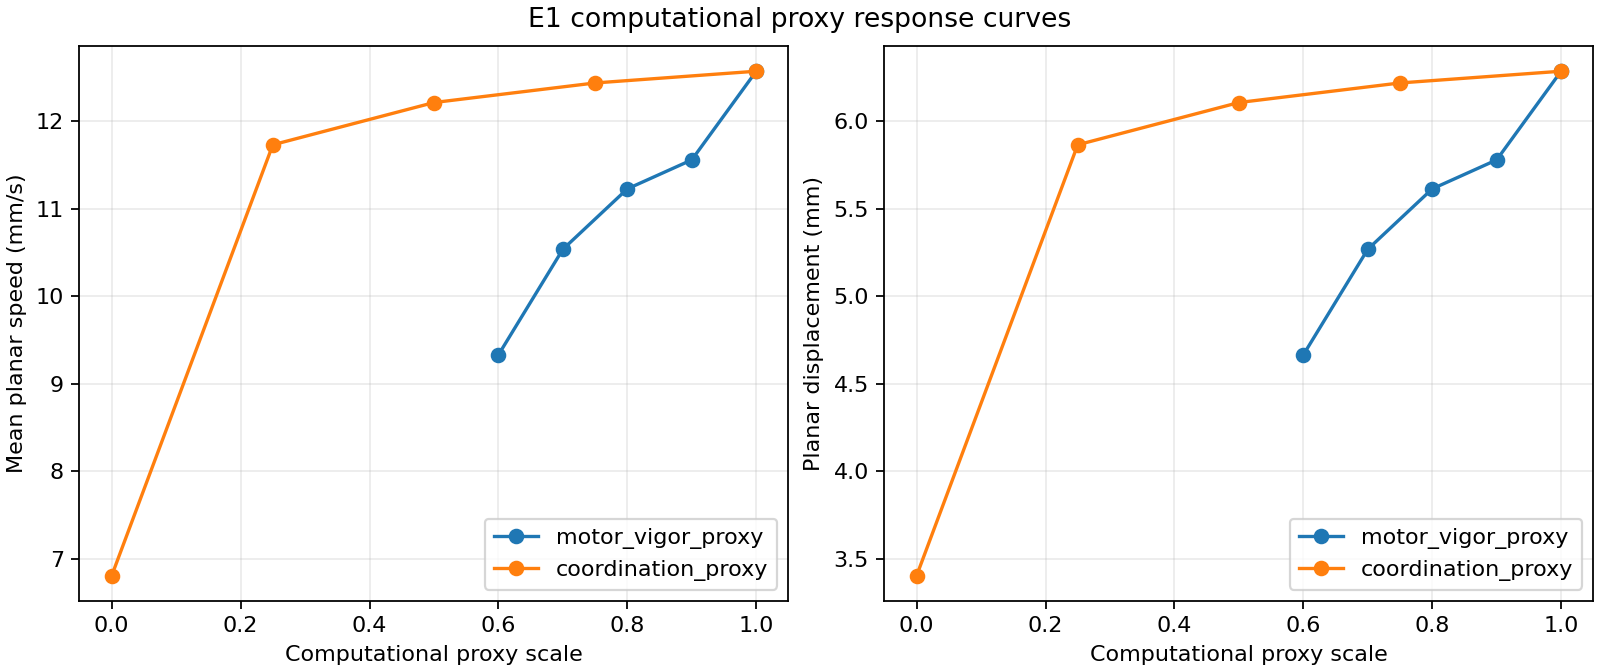 E1 computational proxy response curves
Mean planar speed (mm/s)
12
11
10
9
8
7
0.0 0.2 0.4 0.6 0.8 1.0
Computational proxy scale
motor_vigor_proxy
coordination_proxy
Planar displacement (mm)
6.0
5.5
5.0
4.5
4.0
3.5
0.0 0.2 0.4 0.6 0.8 1.0
Computational proxy scale
motor_vigor_proxy
coordination_proxy